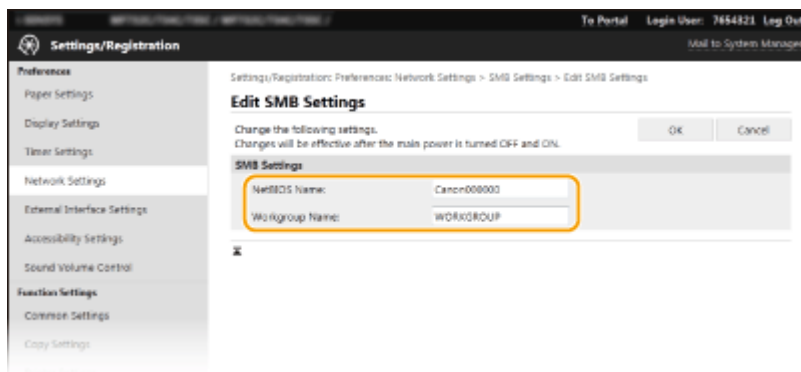 To Portal Login User: 7654321 Log Out
Settings/Registration
Mail to System Manager
Preferences
Paper Settings
Display Settings
Timer Settings
Network Settings
External Interface Settings
Accessibility Settings
Sound Volume Control
Function Settings
Common Settings
Copy Settings
Settings/Registration: Preferences: Network Settings > SMB Settings > Edit SMB Settings
Edit SMB Settings
Change the following settings.
Changes will be effective after the main power is turned OFF and ON.
OK Cancel
SMB Settings
NetBIOS Name: Canon000000
Workgroup Name: WORKGROUP